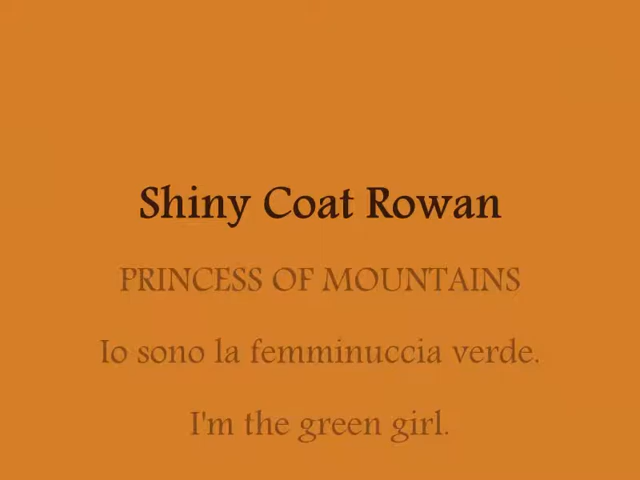 Shiny Coat Rowan
PRINCESS OF MOUNTAINS
Io sono la femminuccia verde.
I'm the green girl.